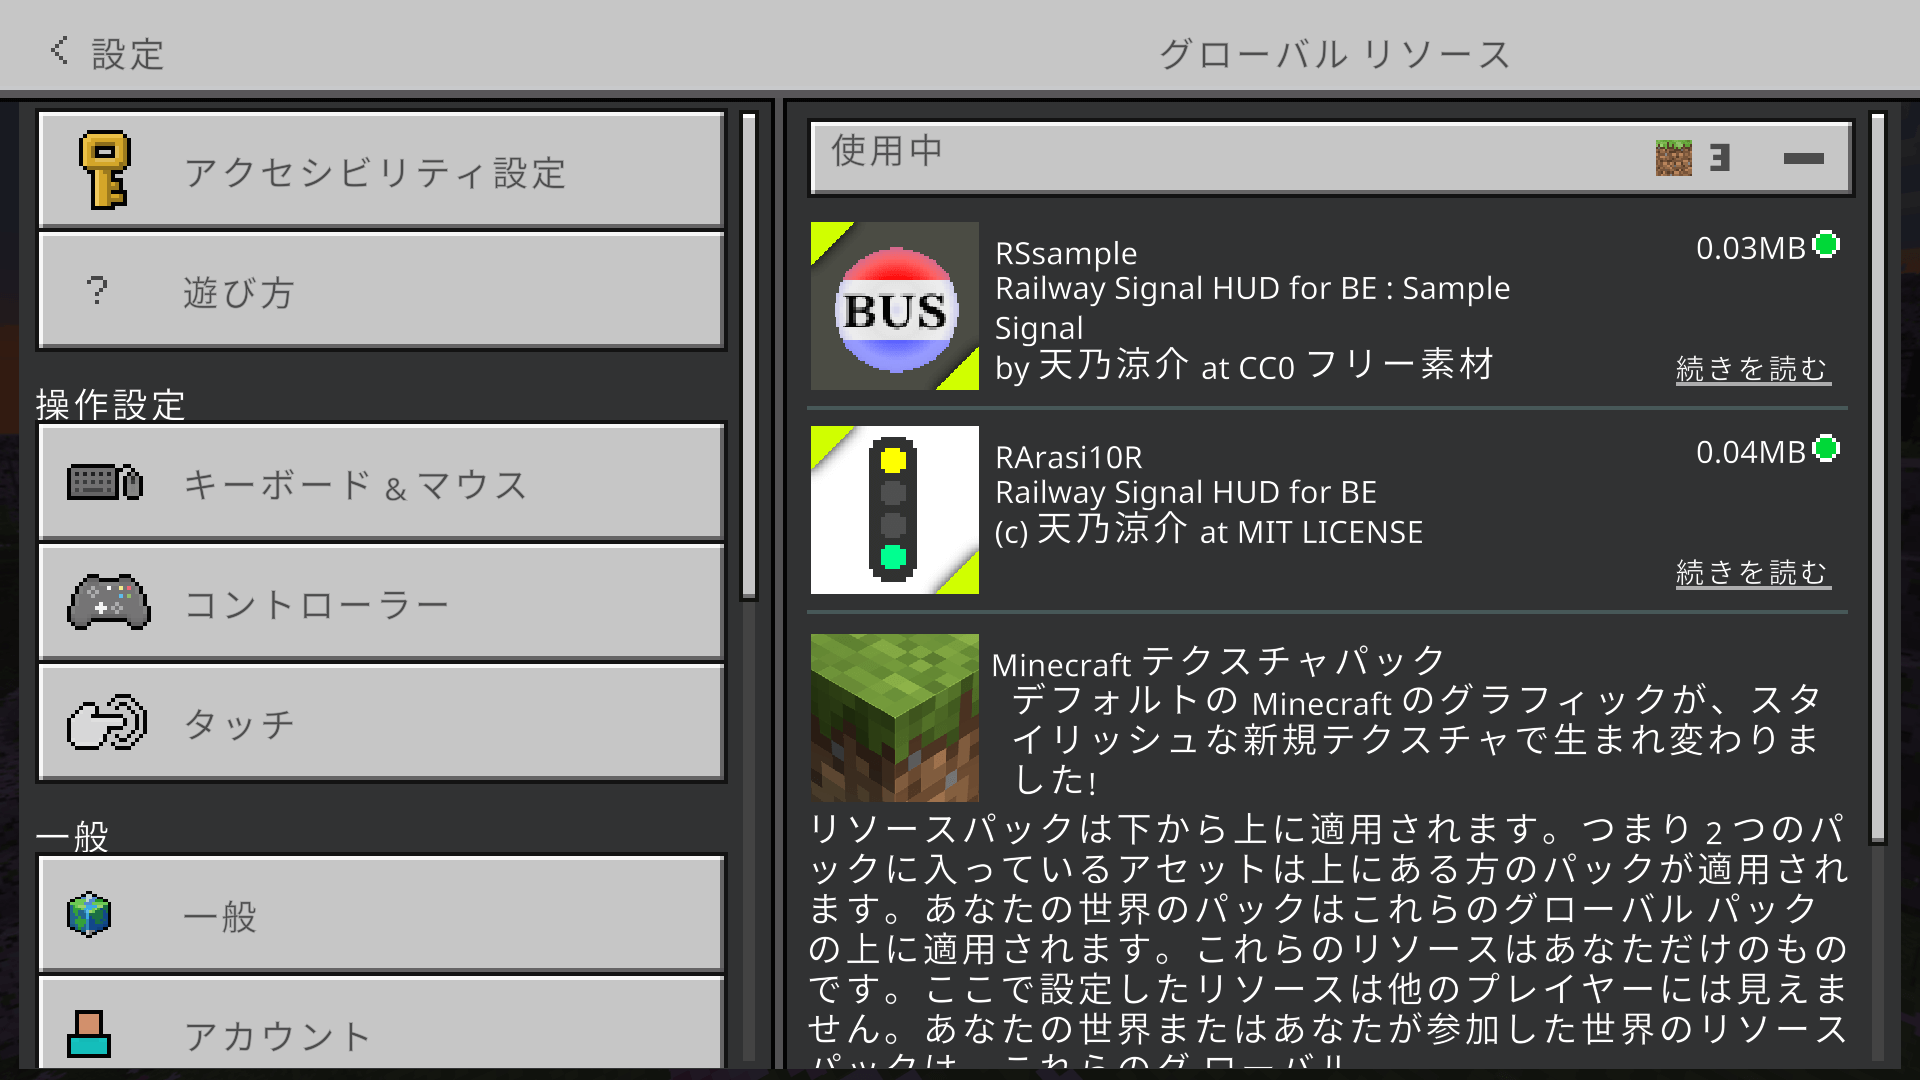 設定
グローバル リソース
アクセシビリティ設定
? 遊び方
操作設定
キーボード & マウス
コントローラー
タッチ
一般
一般
アカウント
使用中
3
BUS
RSsample
0.03MB
Railway Signal HUD for BE : Sample
Signal
by 天乃涼介 at CC0 フリー素材
続きを読む
RArasi10R
0.04MB
Railway Signal HUD for BE
(c) 天乃涼介 at MIT LICENSE
続きを読む
Minecraft テクスチャパック
デフォルトの Minecraft のグラフィックが、スタ
イリッシュな新規テクスチャで生まれ変わりま
した!
リソースパックは下から上に適用されます。つまり 2 つのパ
ックに入っているアセットは上にある方のパックが適用され
ます。あなたの世界のパックはこれらのグローバル パック
の上に適用されます。これらのリソースはあなただけのもの
です。ここで設定したリソースは他のプレイヤーには見えま
せん。あなたの世界またはあなたが参加した世界のリソース
パックは、これらのグローバル